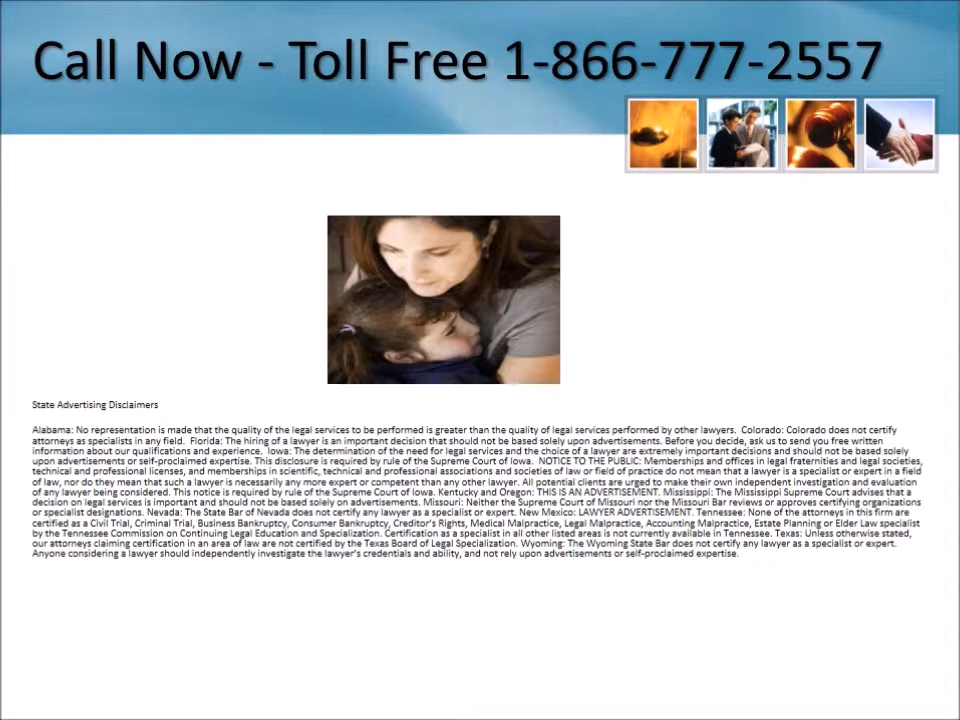 Call Now - Toll Free 1-866-777-2557
State Advertising Disclaimers
Alabama: No representation is made that the quality of the legal services to be performed is greater than the quality of legal services performed by other lawyers.  Colorado: Colorado does not certify
attorneys as specialists in any field.  Florida: The hiring of a lawyer is an important decision that should not be based solely upon advertisements. Before you decide, ask us to send you free written
information about our qualifications and experience.  Iowa: The determination of the need for legal services and the choice of a lawyer are extremely important decisions and should not be based solely
upon advertisements or self-proclaimed expertise. This disclosure is required by rule of the Supreme Court of Iowa.  NOTICE TO THE PUBLIC: Memberships and offices in legal fraternities and legal societies,
technical and professional licenses, and memberships in scientific, technical and professional associations and societies of law or field of practice do not mean that a lawyer is a specialist or expert in a field
of law, nor do they mean that such a lawyer is necessarily any more expert or competent than any other lawyer. All potential clients are urged to make their own independent investigation and evaluation
of any lawyer being considered. This notice is required by rule of the Supreme Court of Iowa. Kentucky and Oregon: THIS IS AN ADVERTISEMENT. Mississippi: The Mississippi Supreme Court advises that a
decision on legal services is important and should not be based solely on advertisements. Missouri: Neither the Supreme Court of Missouri nor the Missouri Bar reviews or approves certifying organizations
or specialist designations. Nevada: The State Bar of Nevada does not certify any lawyer as a specialist or expert. New Mexico: LAWYER ADVERTISEMENT. Tennessee: None of the attorneys in this firm are
certified as a Civil Trial, Criminal Trial, Business Bankruptcy, Consumer Bankruptcy, Creditor's Rights, Medical Malpractice, Legal Malpractice, Accounting Malpractice, Estate Planning or Elder Law specialist
by the Tennessee Commission on Continuing Legal Education and Specialization. Certification as a specialist in all other listed areas is not currently available in Tennessee. Texas: Unless otherwise stated,
our attorneys claiming certification in an area of law are not certified by the Texas Board of Legal Specialization. Wyoming: The Wyoming State Bar does not certify any lawyer as a specialist or expert.
Anyone considering a lawyer should independently investigate the lawyer's credentials and ability, and not rely upon advertisements or self-proclaimed expertise.